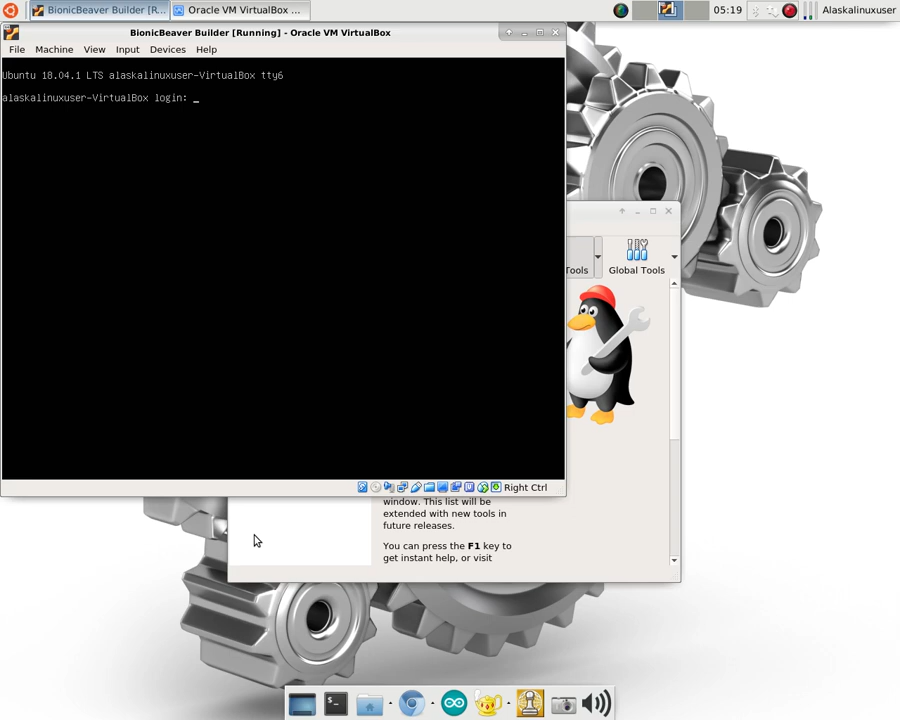 BionicBeaver Builder [R...
Oracle VM VirtualBox ...
05:19
Alaskalinuxuser
BionicBeaver Builder [Running] - Oracle VM VirtualBox
File Machine View Input Devices Help
Ubuntu 18.04.1 LTS alaskalinuxuser-VirtualBox tty6
alaskalinuxuser-VirtualBox login: _
Tools
Global Tools
Right Ctrl
window. This list will be
extended with new tools in
future releases.
You can press the F1 key to
get instant help, or visit